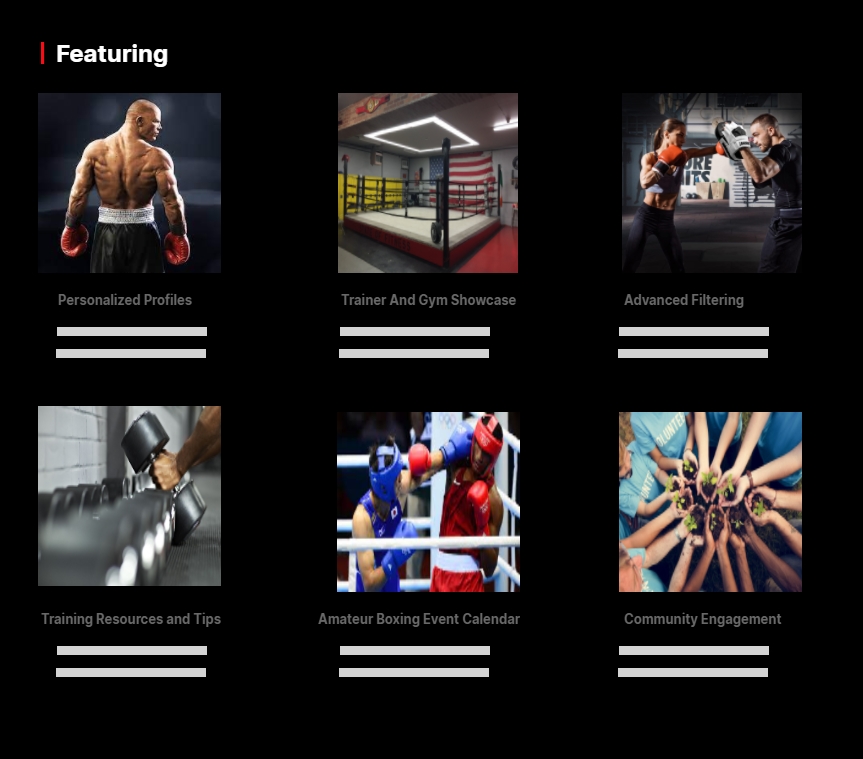 Featuring
Personalized Profiles
Trainer And Gym Showcase
Advanced Filtering
Training Resources and Tips
Amateur Boxing Event Calendar
Community Engagement